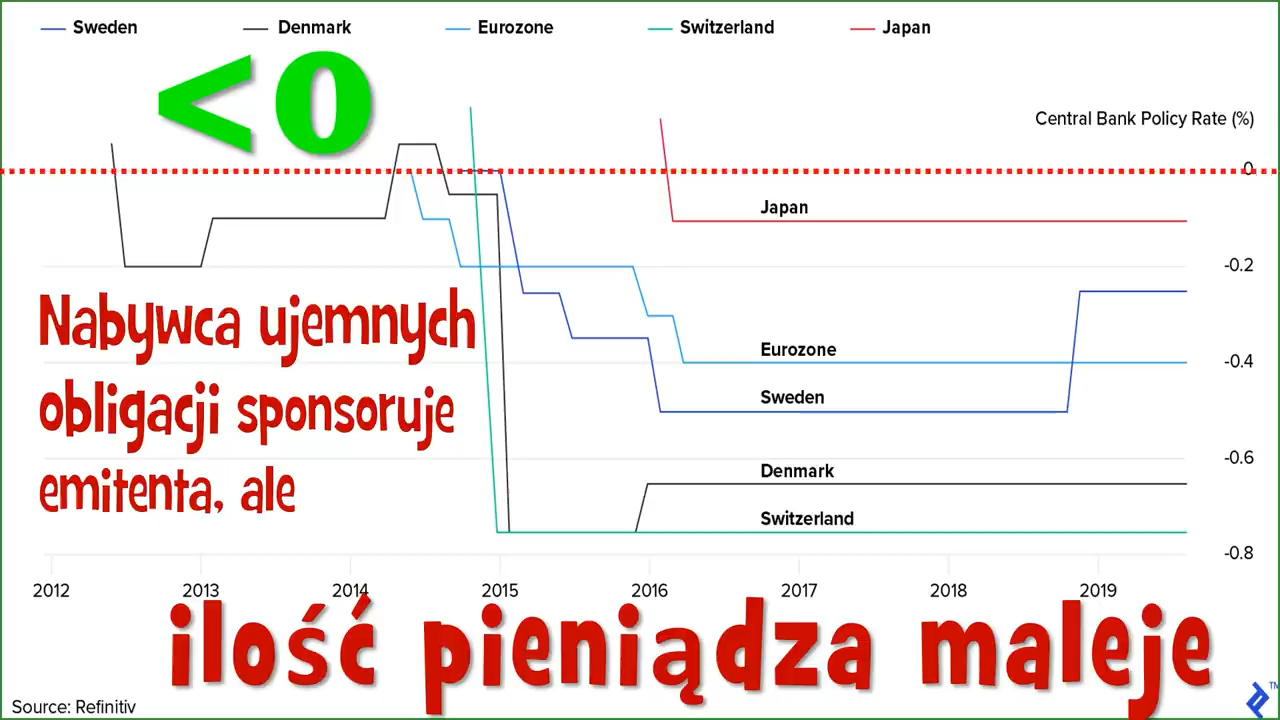 Sweden Denmark Eurozone Switzerland Japan
<0
Central Bank Policy Rate (%)
0
Japan
-0.2
Nabywca ujemnych
obligacji sponsoruje
emitenta, ale
Eurozone
-0.4
Sweden
-0.6
Denmark
Switzerland
-0.8
2012 2013 2014 2015 2016 2017 2018 2019
ilość pieniądza maleje
Source: Refinitiv
TM